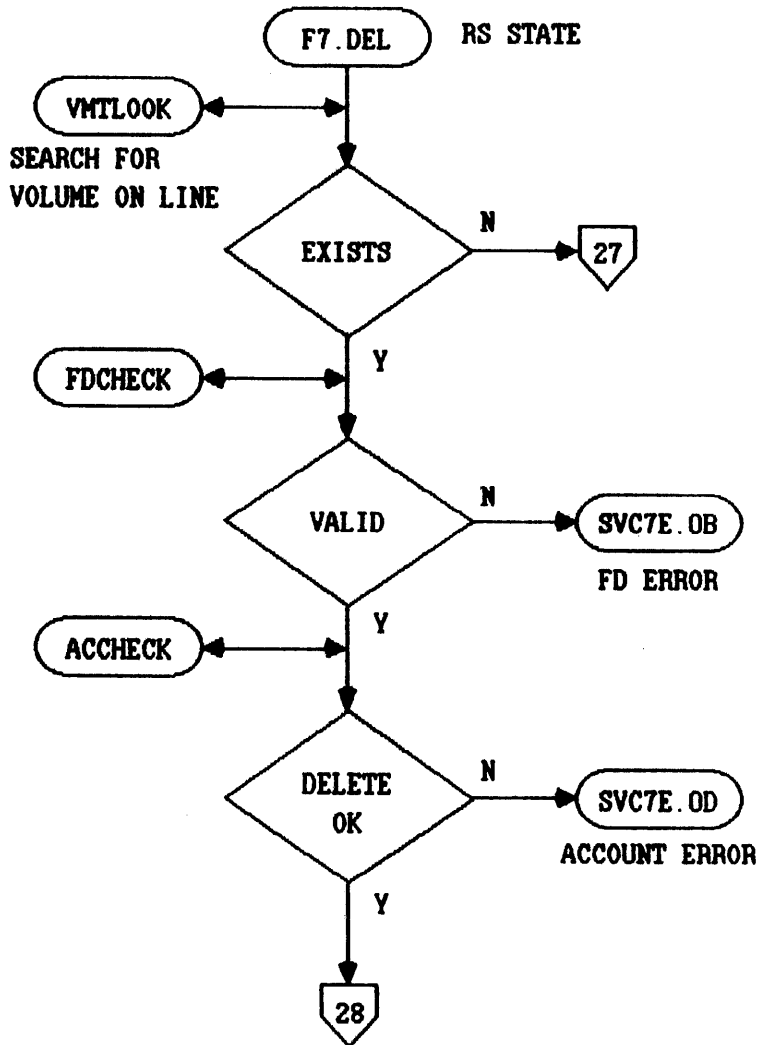 F7.DEL
RS STATE
VMTLOOK
SEARCH FOR
VOLUME ON LINE
EXISTS
N
27
Y
FDCHECK
VALID
N
SVC7E.0B
FD ERROR
Y
ACCHECK
DELETE
OK
N
SVC7E.0D
ACCOUNT ERROR
Y
28